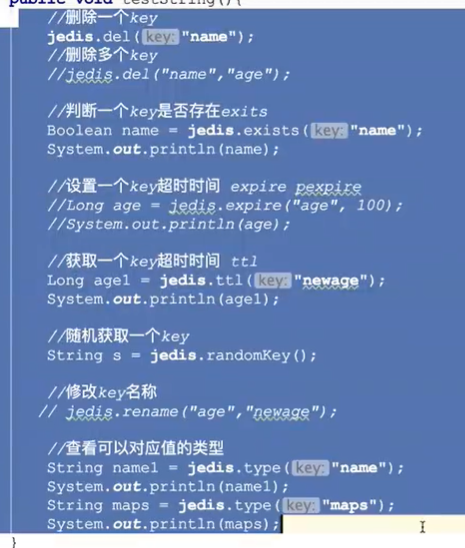 public void testString(){
//删除一个key
jedis.del(key:"name");
//删除多个key
//jedis.del("name","age");
//判断一个key是否存在exits
Boolean name = jedis.exists(key:"name");
System.out.println(name);
//设置一个key超时时间 expire pexpire
//Long age = jedis.expire("age", 100);
//System.out.println(age);
//获取一个key超时时间 ttl
Long age1 = jedis.ttl(key:"newage");
System.out.println(age1);
//随机获取一个key
String s = jedis.randomKey();
//修改key名称
// jedis.rename("age","newage");
//查看可以对应值的类型
String name1 = jedis.type(key:"name");
System.out.println(name1);
String maps = jedis.type(key:"maps");
System.out.println(maps);
}